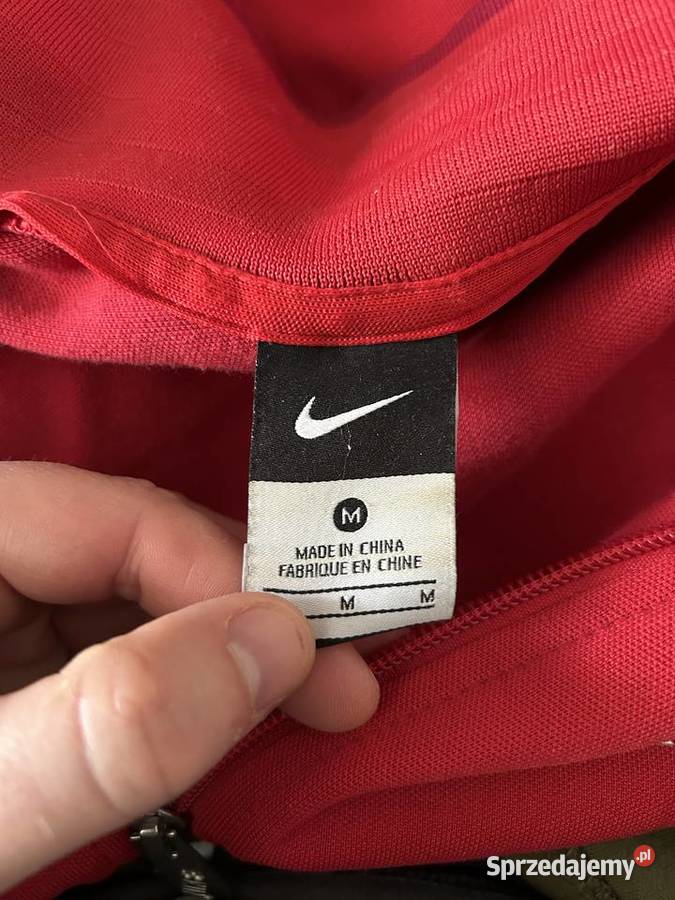 M
MADE IN CHINA
FABRIQUE EN CHINE
M M
Sprzedajemy.pl